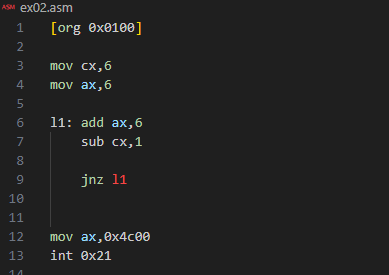 ASM ex02.asm
1 [org 0x0100]
2
3 mov cx,6
4 mov ax,6
5
6 l1: add ax,6
7 sub cx,1
8
9 jnz l1
10
11
12 mov ax,0x4c00
13 int 0x21